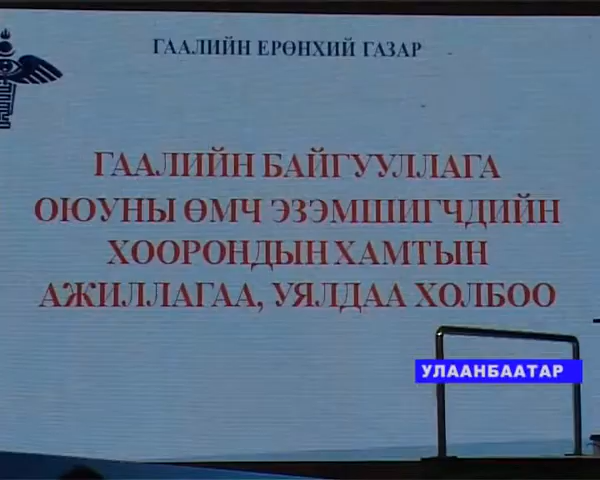 ГААЛИЙН ЕРӨНХИЙ ГАЗАР
ГААЛИЙН БАЙГУУЛЛАГА
ОЮУНЫ ӨМЧ ЭЗЭМШИГЧДИЙН
ХООРОНДЫН ХАМТЫН
АЖИЛЛАГАА, УЯЛДАА ХОЛБОО
УЛААНБААТАР